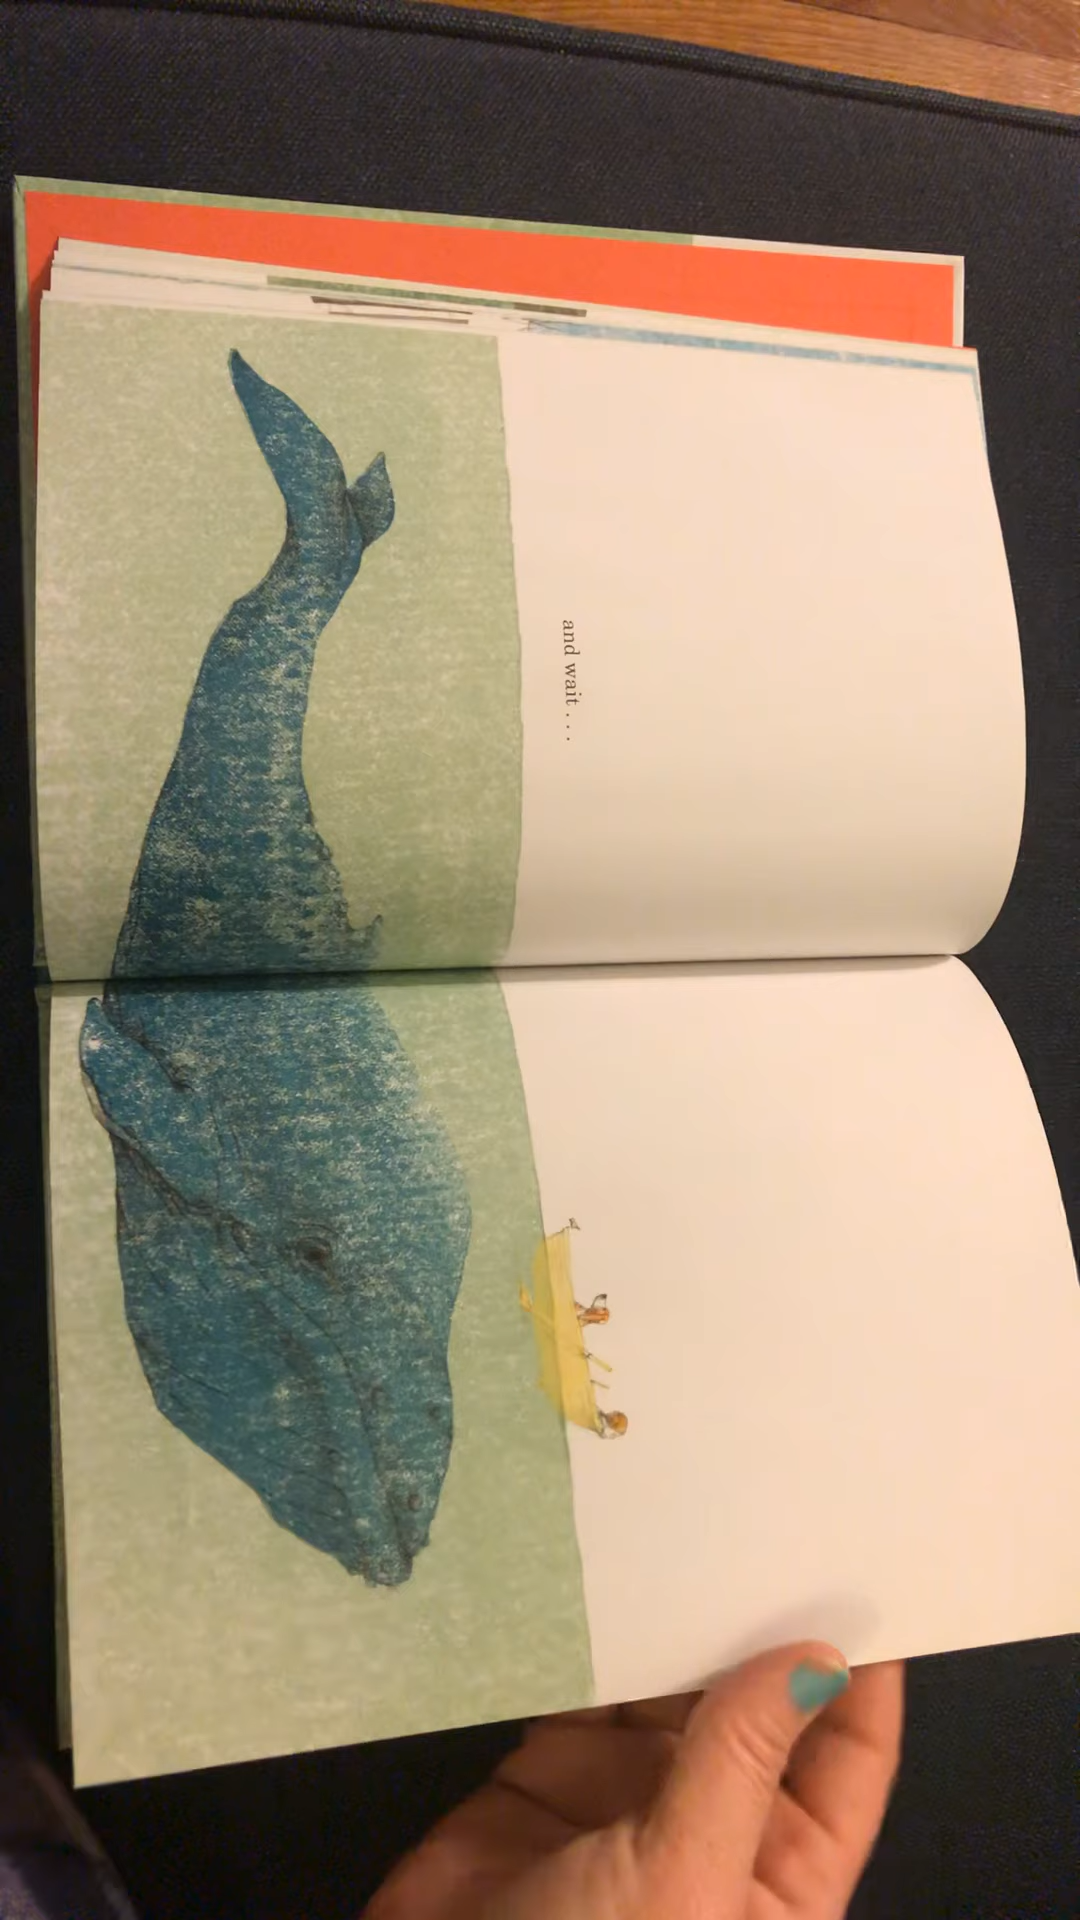 and wait . . .